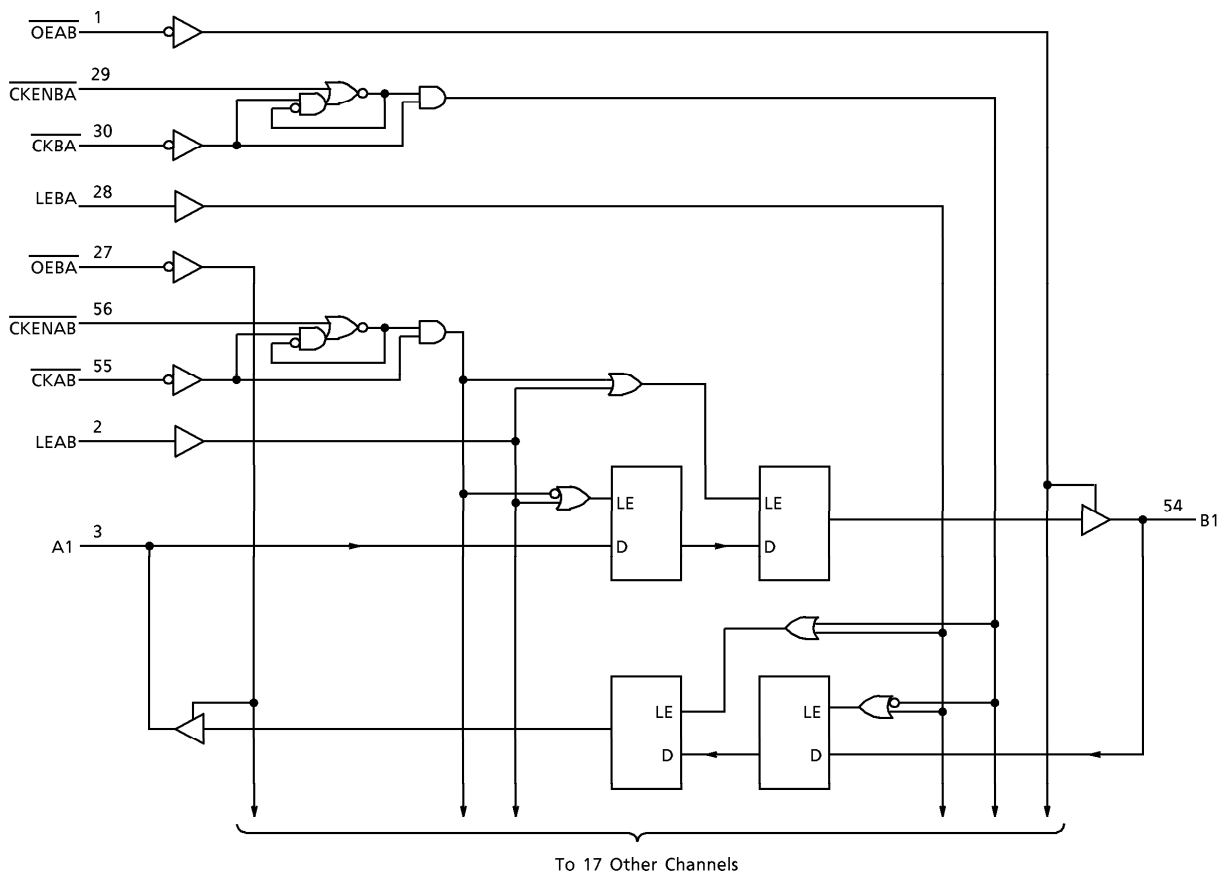 OEAB 1
CKENBA 29
CKBA 30
LEBA 28
OEBA 27
CKENAB 56
CKAB 55
LEAB 2
LE
LE
54
A1 3
B1
D
D
LE
LE
D
D
To 17 Other Channels